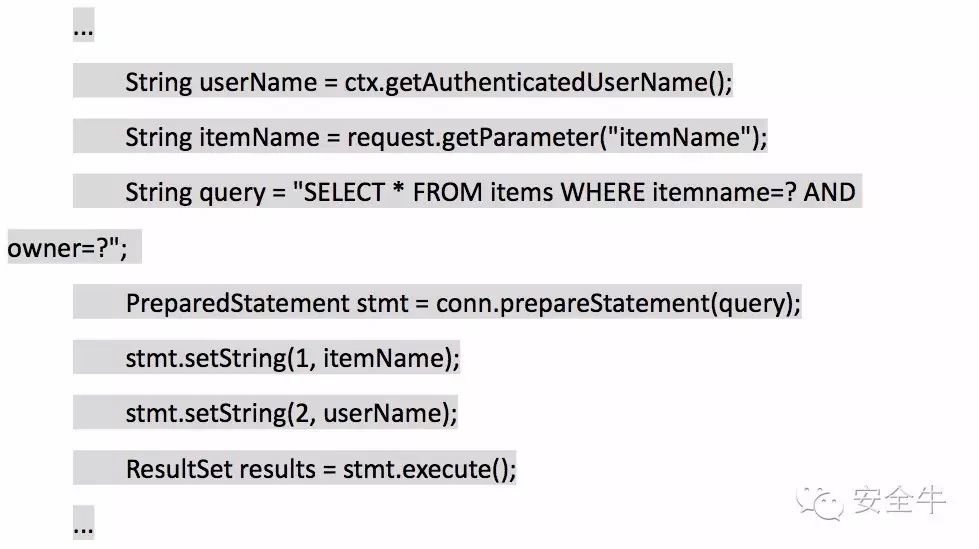 ...
String userName = ctx.getAuthenticatedUserName();
String itemName = request.getParameter("itemName");
String query = "SELECT * FROM items WHERE itemname=? AND
owner=?";
PreparedStatement stmt = conn.prepareStatement(query);
stmt.setString(1, itemName);
stmt.setString(2, userName);
ResultSet results = stmt.execute();
...
安全牛